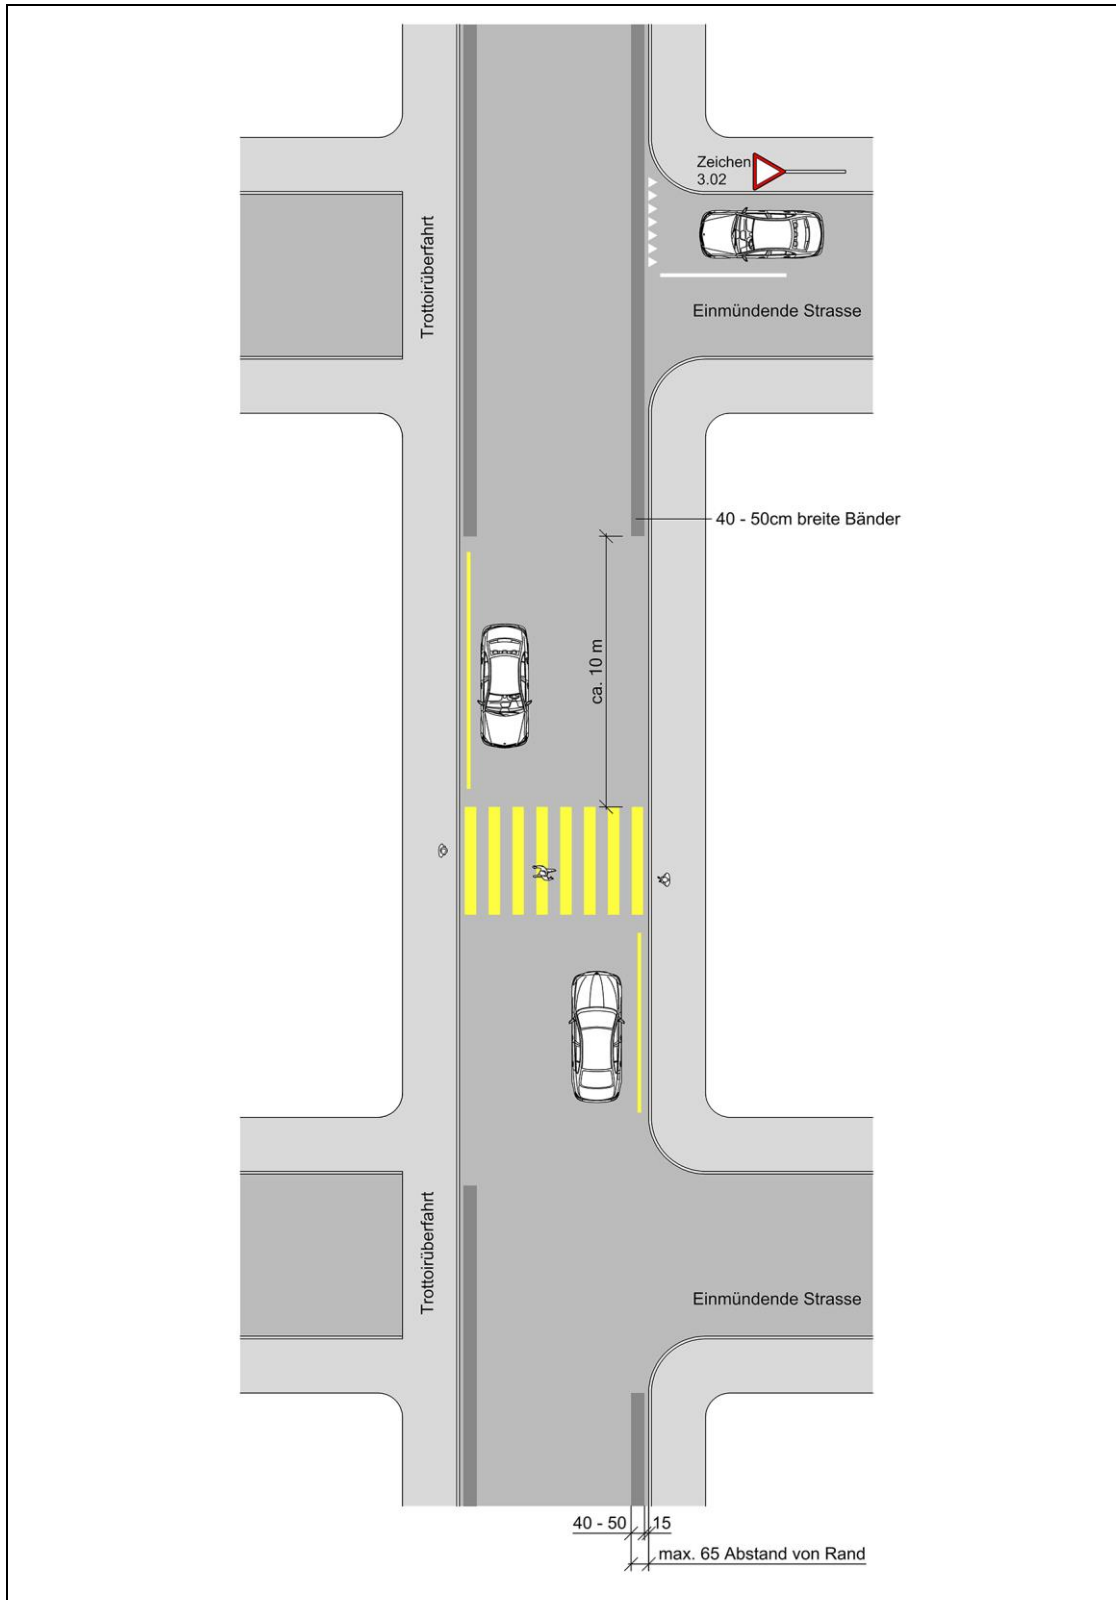 Zeichen
3.02
Trottoirüberfahrt
Einmündende Strasse
40 - 50cm breite Bänder
ca. 10 m
Trottoirüberfahrt
Einmündende Strasse
40 - 50 15
max. 65 Abstand von Rand